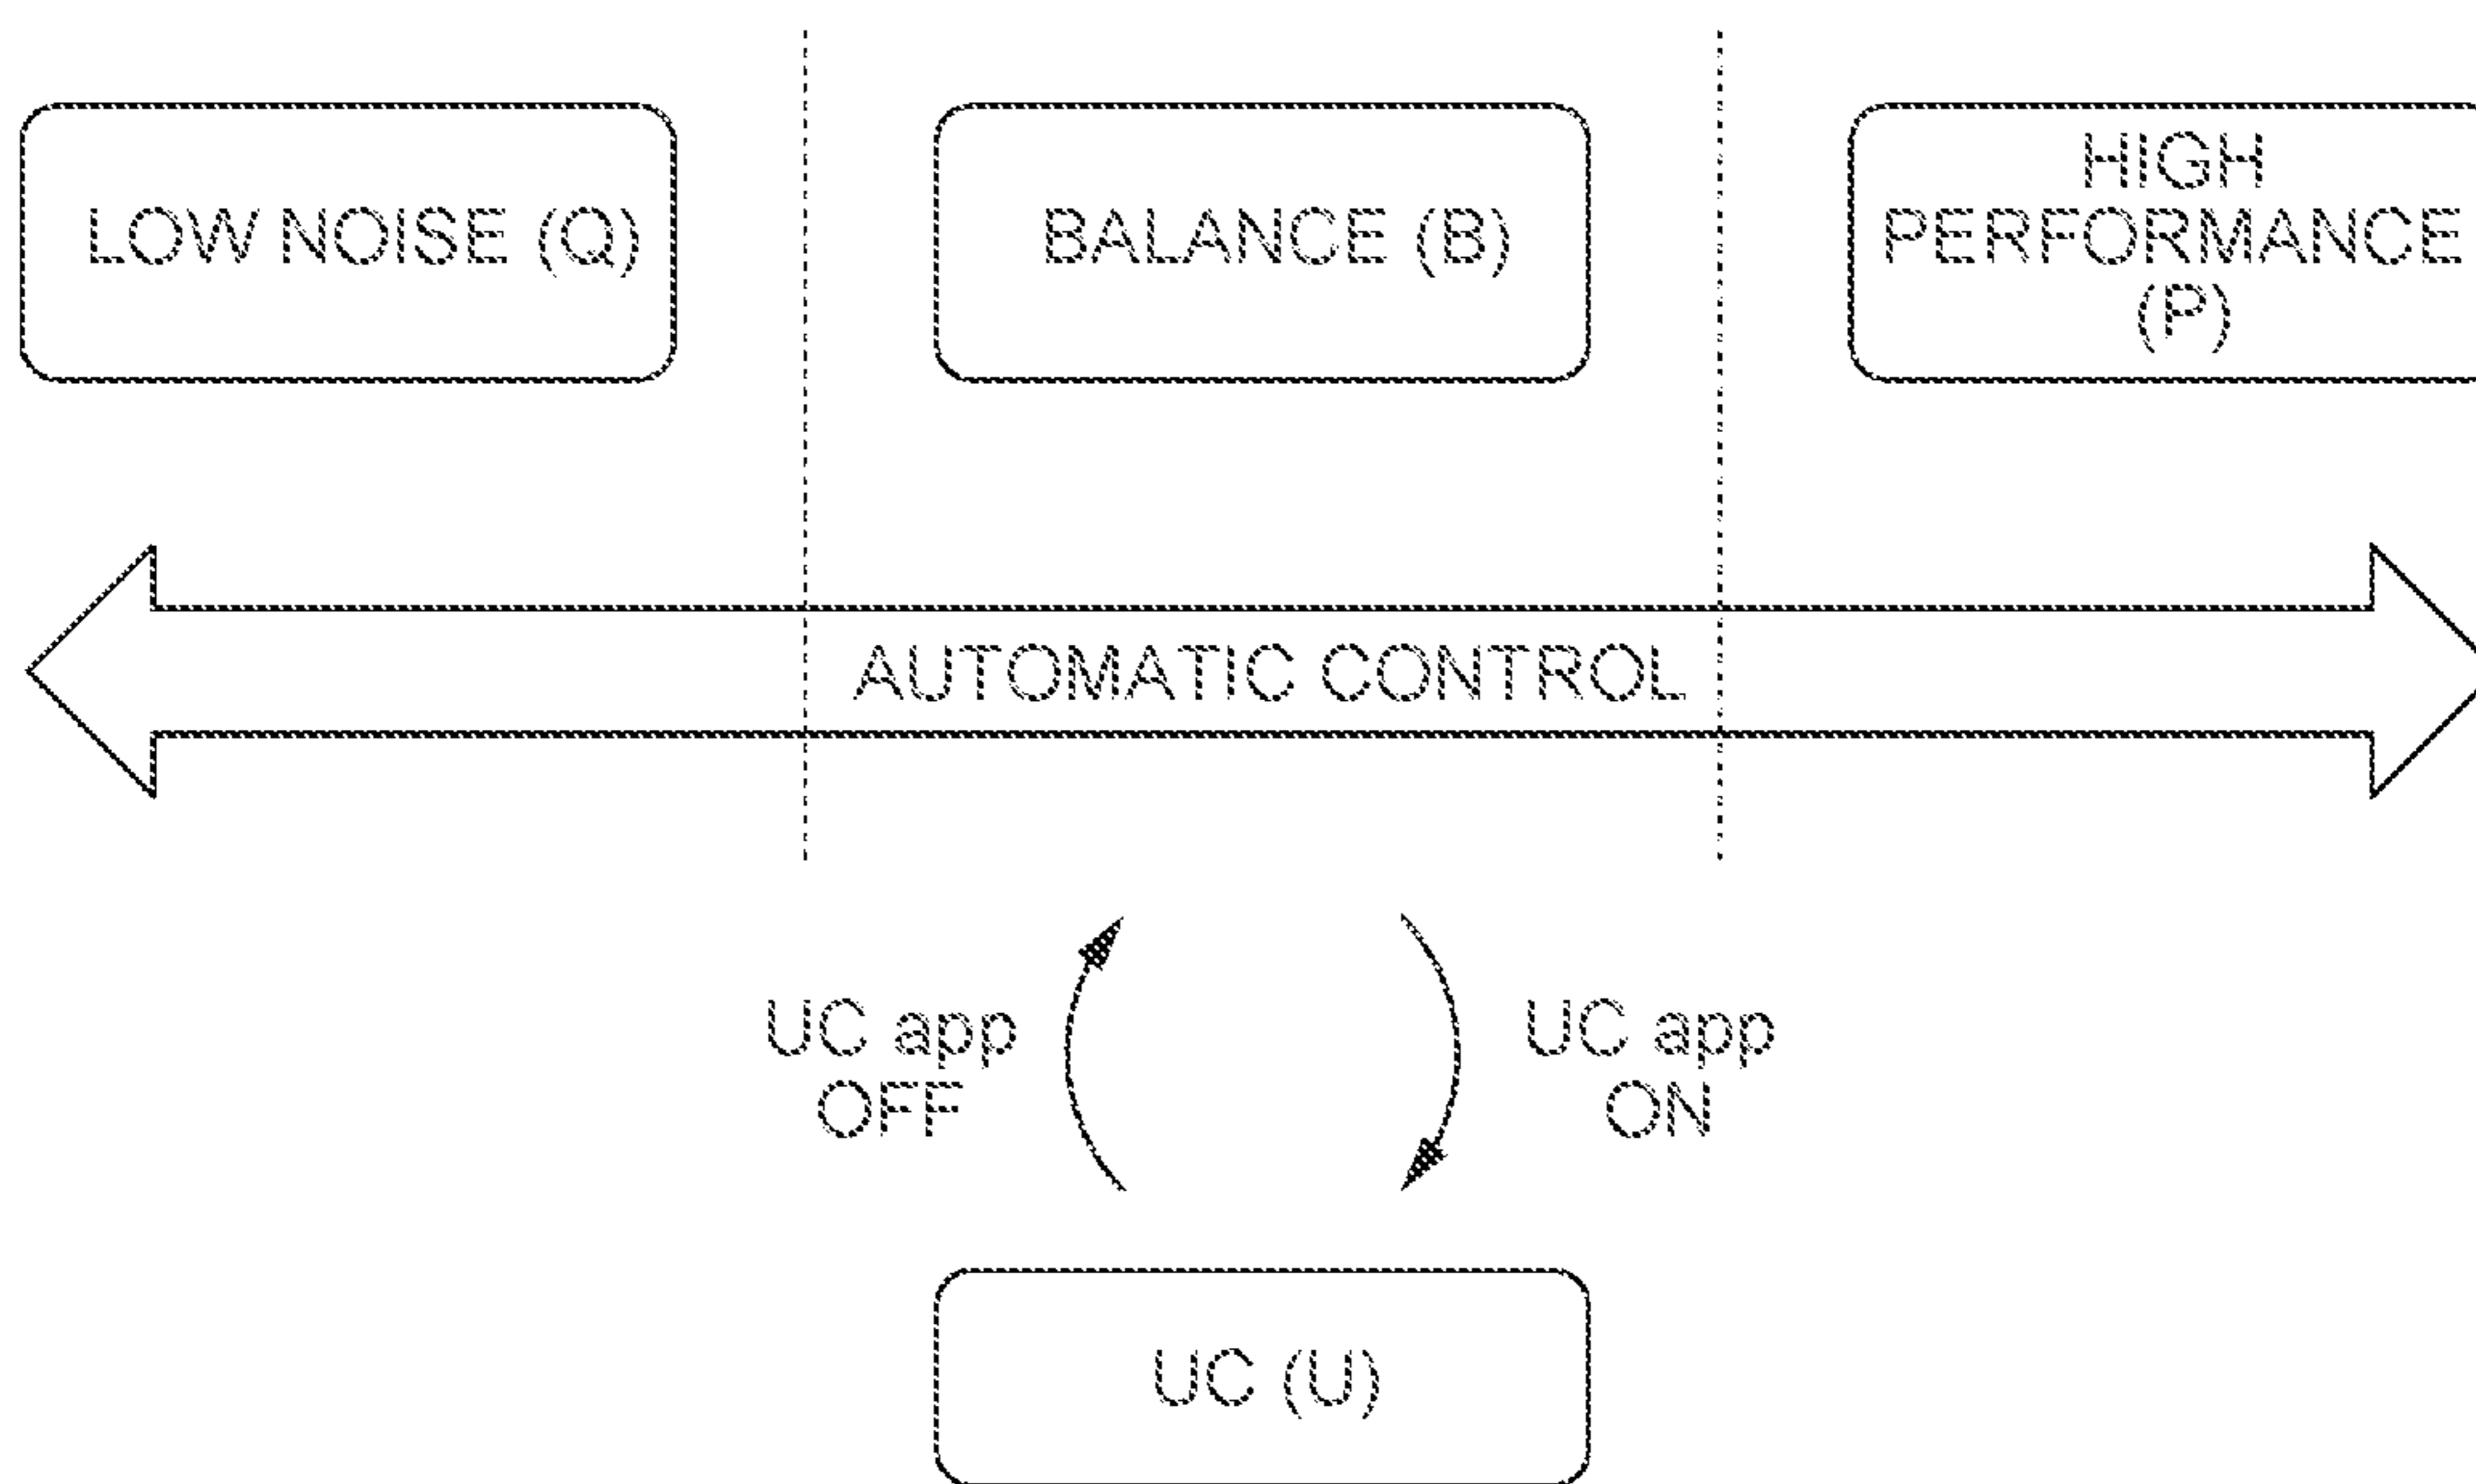 LOW NOISE (Q)
BALANCE (B)
HIGH
PERFORMANCE
(P)
AUTOMATIC CONTROL
UC app
OFF
UC app
ON
UC (U)